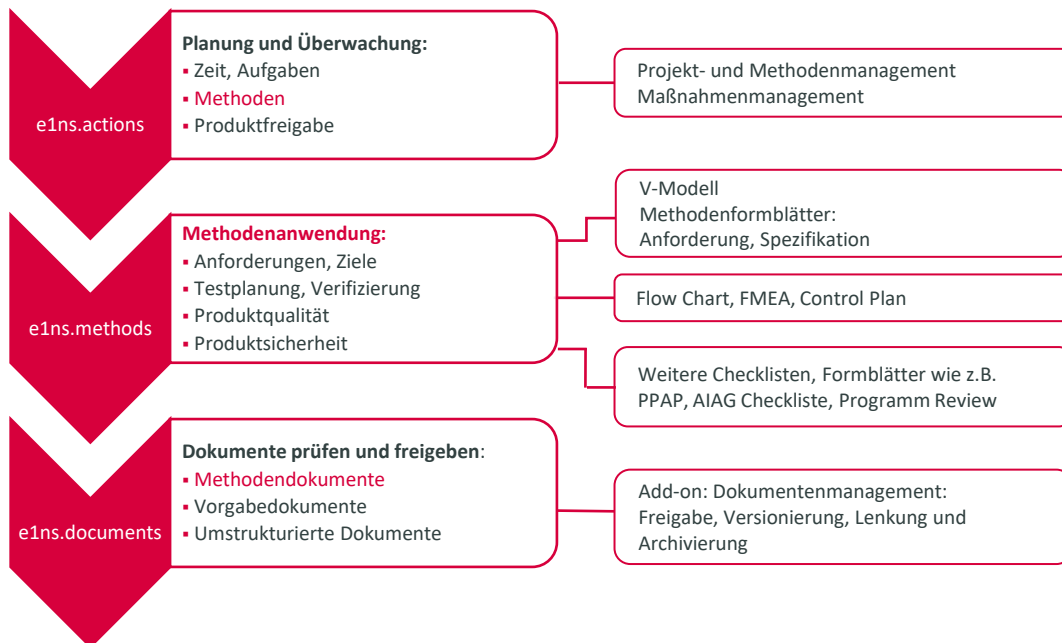 e1ns.actions
Planung und Überwachung:
▪ Zeit, Aufgaben
▪ Methoden
▪ Produktfreigabe
Projekt- und Methodenmanagement
Maßnahmenmanagement
e1ns.methods
Methodenanwendung:
▪ Anforderungen, Ziele
▪ Testplanung, Verifizierung
▪ Produktqualität
▪ Produktsicherheit
V-Modell
Methodenformblätter:
Anforderung, Spezifikation
Flow Chart, FMEA, Control Plan
Weitere Checklisten, Formblätter wie z.B.
PPAP, AIAG Checkliste, Programm Review
e1ns.documents
Dokumente prüfen und freigeben:
▪ Methodendokumente
▪ Vorgabedokumente
▪ Umstrukturierte Dokumente
Add-on: Dokumentenmanagement:
Freigabe, Versionierung, Lenkung und
Archivierung